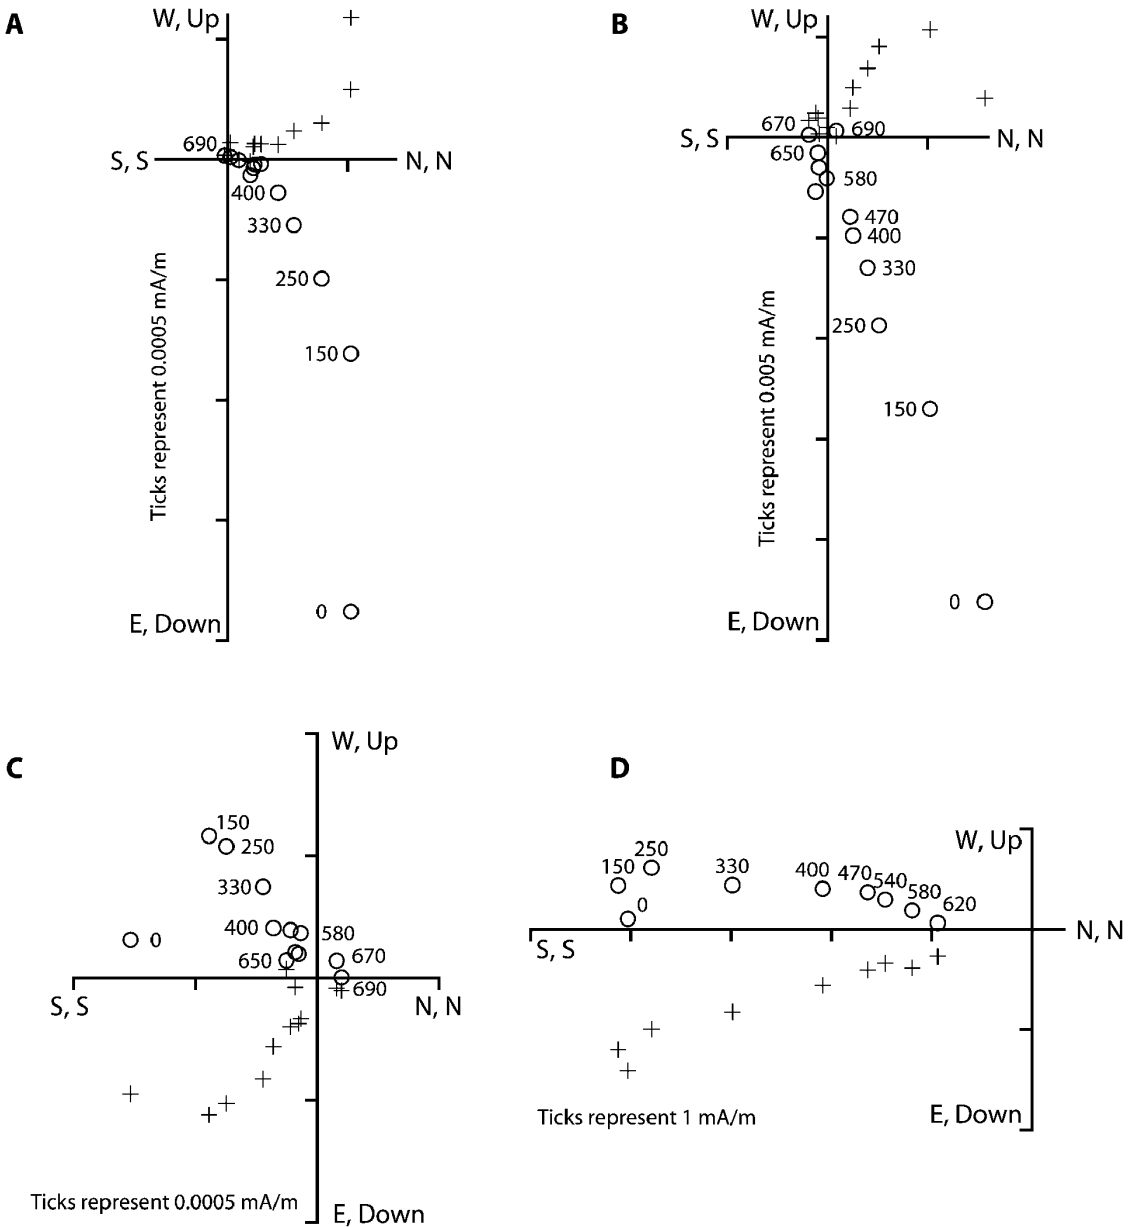 A
W, Up
690
S, S
N, N
400
330
250
150
0
Ticks represent 0.0005 mA/m
E, Down
B
W, Up
670
690
S, S
N, N
650
580
470
400
330
250
150
0
Ticks represent 0.005 mA/m
E, Down
C
W, Up
150
250
330
400
580
0
650
670
690
S, S
N, N
Ticks represent 0.0005 mA/m
E, Down
D
W, Up
250
150
330
400
470
540
580
620
0
S, S
N, N
Ticks represent 1 mA/m
E, Down